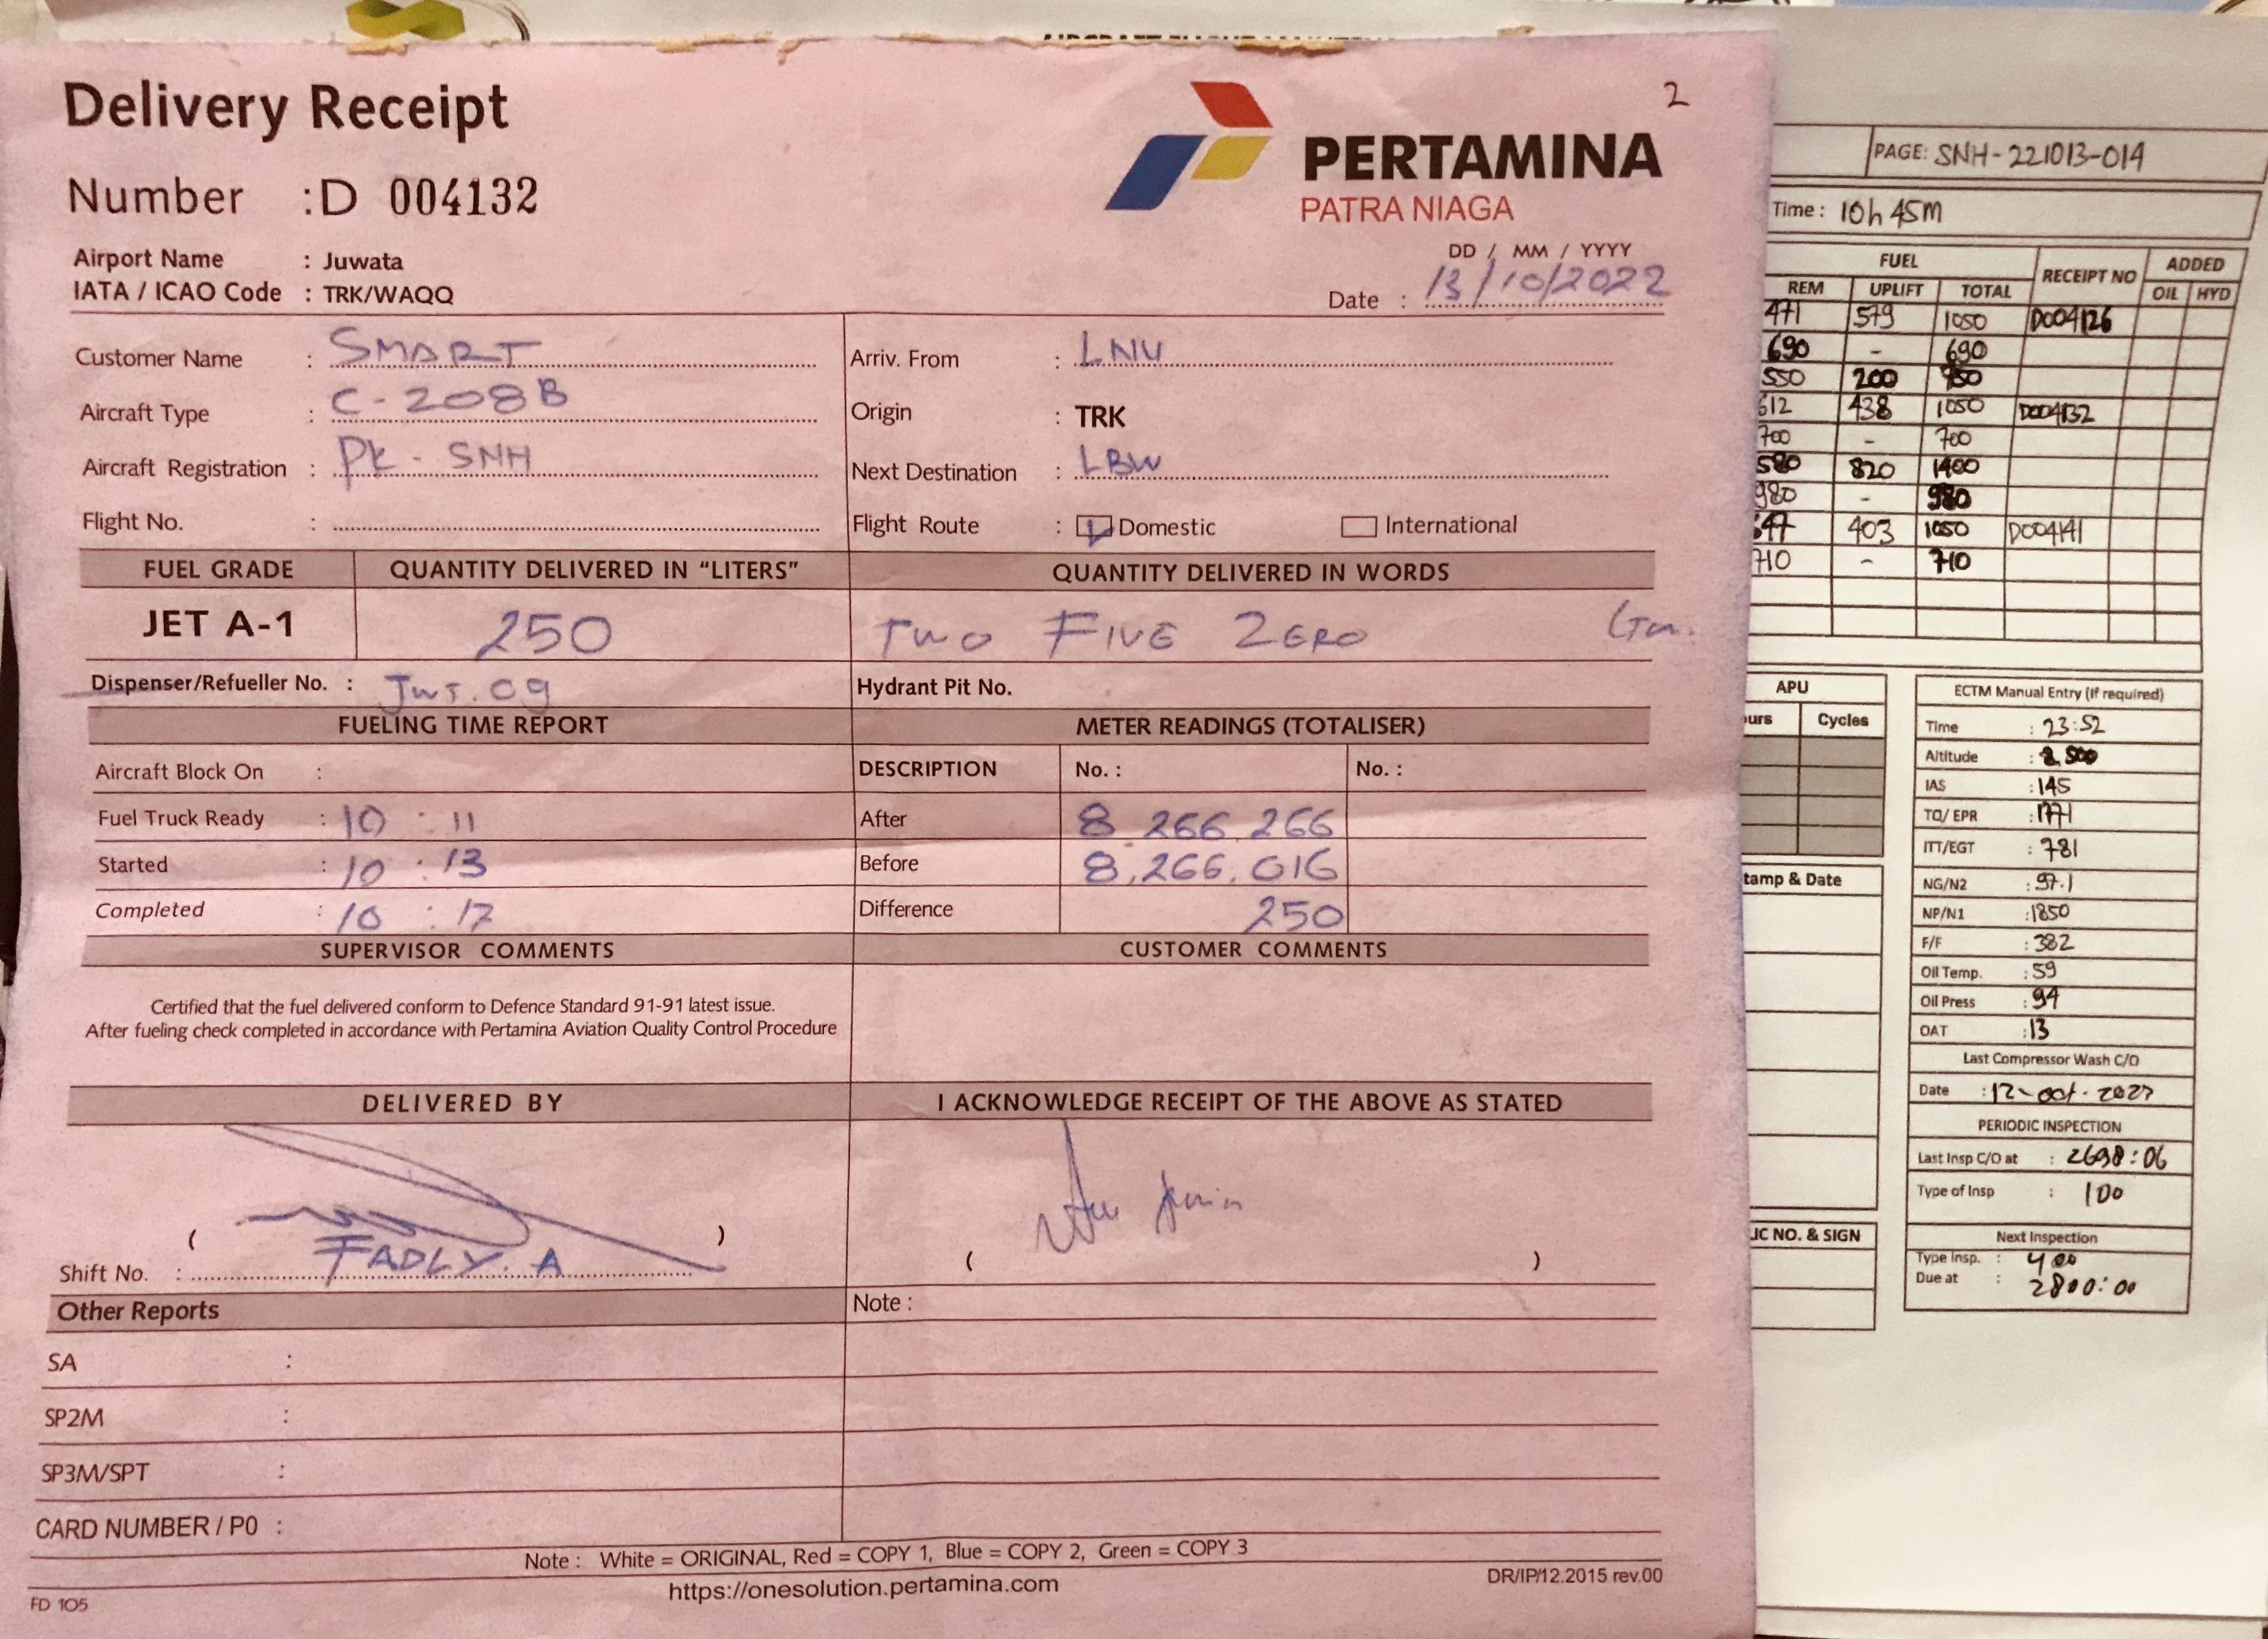 2
Delivery Receipt
Number : D 004132
PERTAMINA
PATRA NIAGA
Airport Name : Juwata
IATA / ICAO Code : TRK/WAQQ
DD / MM / YYYY
Date : 13/10/2022
Customer Name : SMART
Arriv. From : LNU
Aircraft Type : C-208B
Origin : TRK
Aircraft Registration : PK - SNH
Next Destination : LBW
Flight No. :
Flight Route : Domestic International
FUEL GRADE QUANTITY DELIVERED IN "LITERS" QUANTITY DELIVERED IN WORDS
JET A-1 250 TWO FIVE ZERO
Dispenser/Refueller No. : JWT.09 Hydrant Pit No.
FUELING TIME REPORT METER READINGS (TOTALISER)
Aircraft Block On : DESCRIPTION No. : No. :
Fuel Truck Ready : 10 : 11 After 8.266.266
Started : 10 : 13 Before 8,266.016
Completed : 10 : 17 Difference 250
SUPERVISOR COMMENTS CUSTOMER COMMENTS
Certified that the fuel delivered conform to Defence Standard 91-91 latest issue.
After fueling check completed in accordance with Pertamina Aviation Quality Control Procedure
DELIVERED BY I ACKNOWLEDGE RECEIPT OF THE ABOVE AS STATED
( ) ( )
Shift No. : FADLY. A
Other Reports Note :
SA :
SP2M :
SP3M/SPT :
CARD NUMBER / P0 :
Note : White = ORIGINAL, Red = COPY 1, Blue = COPY 2, Green = COPY 3
https://onesolution.pertamina.com
DR/IP/12.2015 rev.00
FD 105
PAGE: SNH-221013-014
Time : 10h 45M
FUEL RECEIPT NO ADDED
REM UPLIFT TOTAL OIL HYD
471 579 1050 D004126
690 - 690
550 200
612 438 1050 D004132
700 - 700
580 820 1400
980 - 980
647 403 1050 D004141
710 - 710
APU
Cycles
ECTM Manual Entry (If required)
Time : 23:52
Altitude : 500
IAS : 145
TQ/ EPR : 1771
ITT/EGT : 781
NG/N2 : 97.1
NP/N1 : 1850
F/F : 382
Oil Temp. : 59
Oil Press : 94
OAT : 13
& Date
Last Compressor Wash C/O
Date : 12-oct-2022
PERIODIC INSPECTION
Last Insp C/O at : 2698:06
Type of Insp : 100
NO. & SIGN
Next Inspection
Type Insp. : 400
Due at : 2800:00